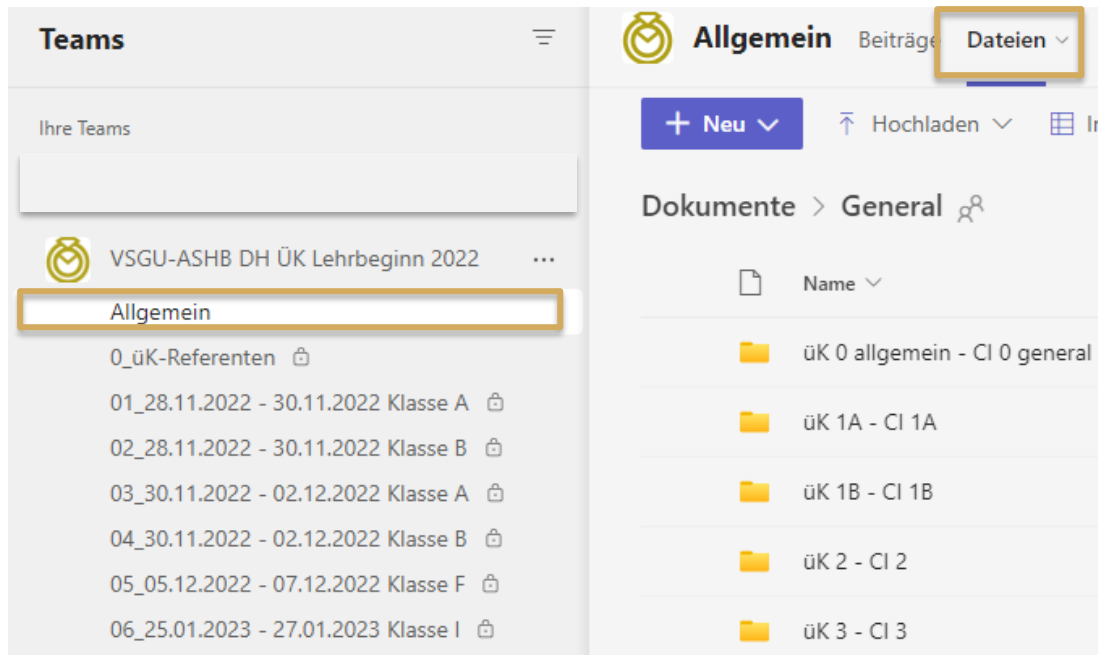 Teams
Ihre Teams
VSGU-ASHB DH ÜK Lehrbeginn 2022 ...
Allgemein
0_üK-Referenten
01_28.11.2022 - 30.11.2022 Klasse A
02_28.11.2022 - 30.11.2022 Klasse B
03_30.11.2022 - 02.12.2022 Klasse A
04_30.11.2022 - 02.12.2022 Klasse B
05_05.12.2022 - 07.12.2022 Klasse F
06_25.01.2023 - 27.01.2023 Klasse I
Allgemein Beiträge Dateien
+ Neu Hochladen
Dokumente > General
Name
üK 0 allgemein - CI 0 general
üK 1A - CI 1A
üK 1B - CI 1B
üK 2 - CI 2
üK 3 - CI 3